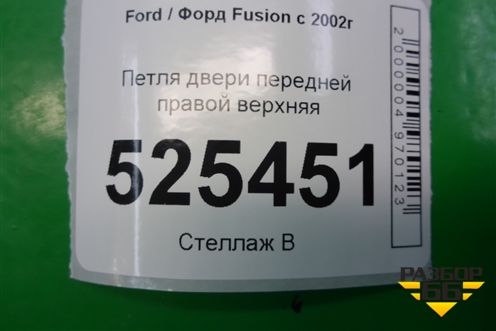 Ford / Форд Fusion с 2002г
Петля двери передней
правой верхняя
525451
Стеллаж В
2000004970123
РАЗБОР
66